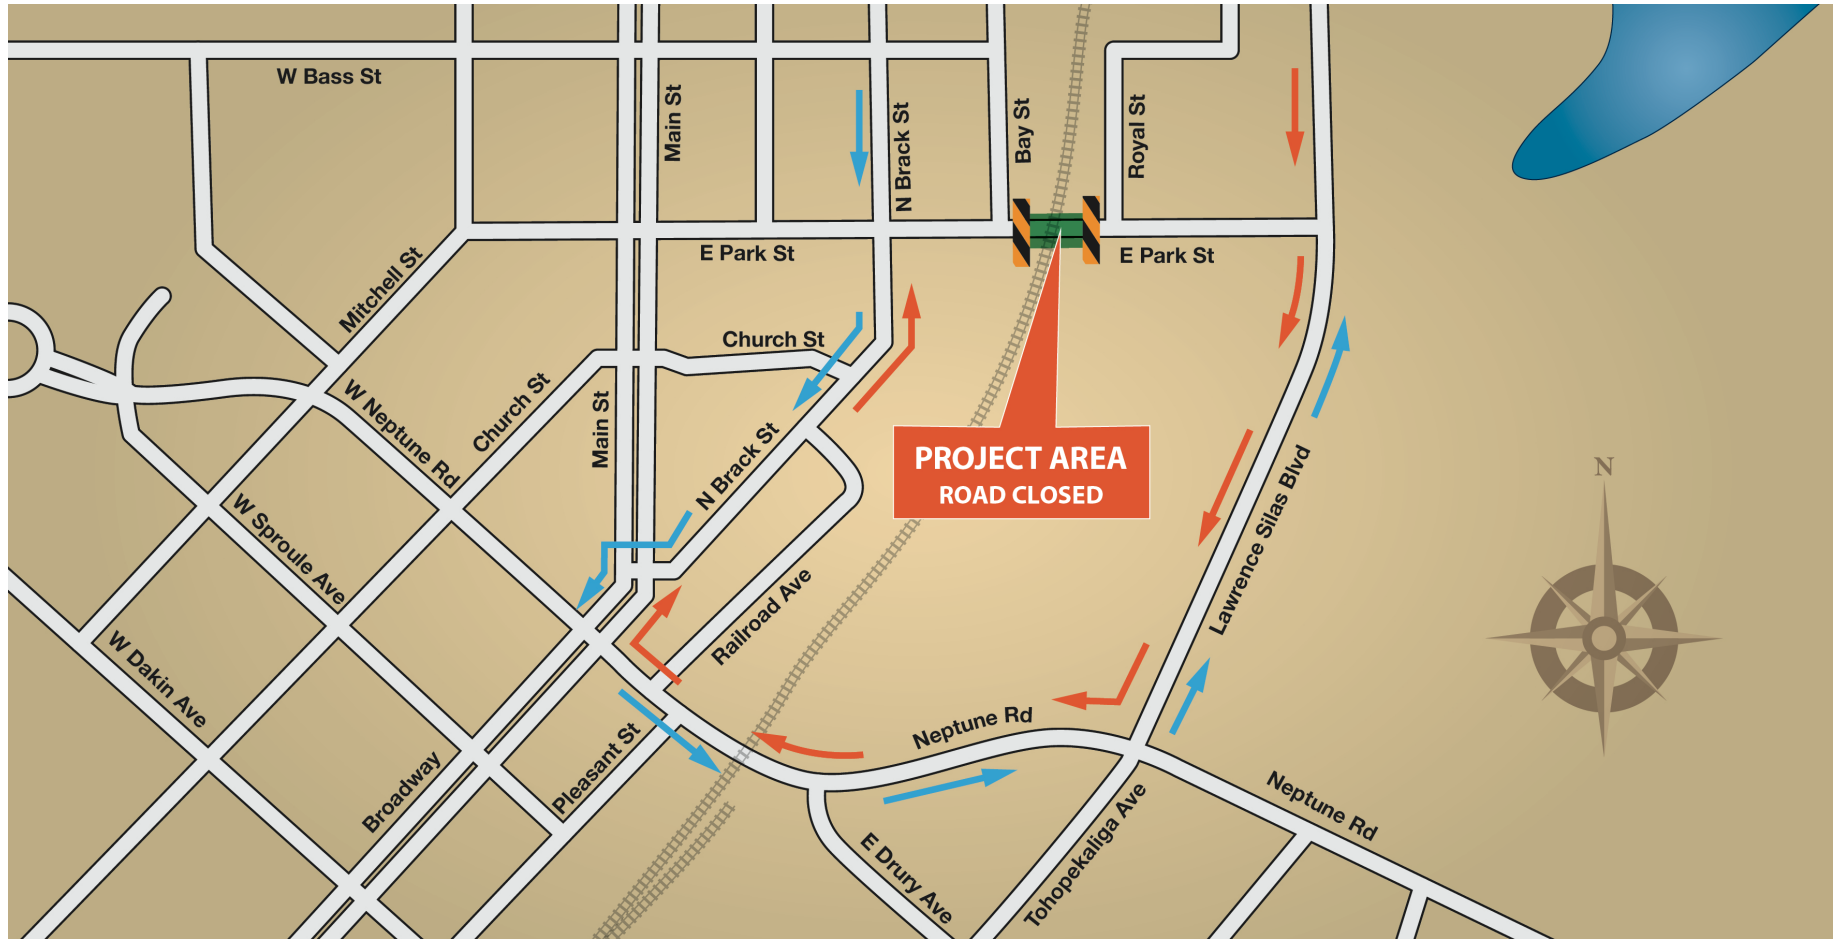 W Bass St
Main St
N Brack St
Bay St
Royal St
E Park St
E Park St
Mitchell St
Church St
Church St
W Neptune Rd
Main St
N Brack St
PROJECT AREA
ROAD CLOSED
Lawrence Silas Blvd
N
W Sproule Ave
Railroad Ave
W Dakin Ave
Neptune Rd
Pleasant St
Broadway
Neptune Rd
Tohopekaliga Ave
E Drury Ave